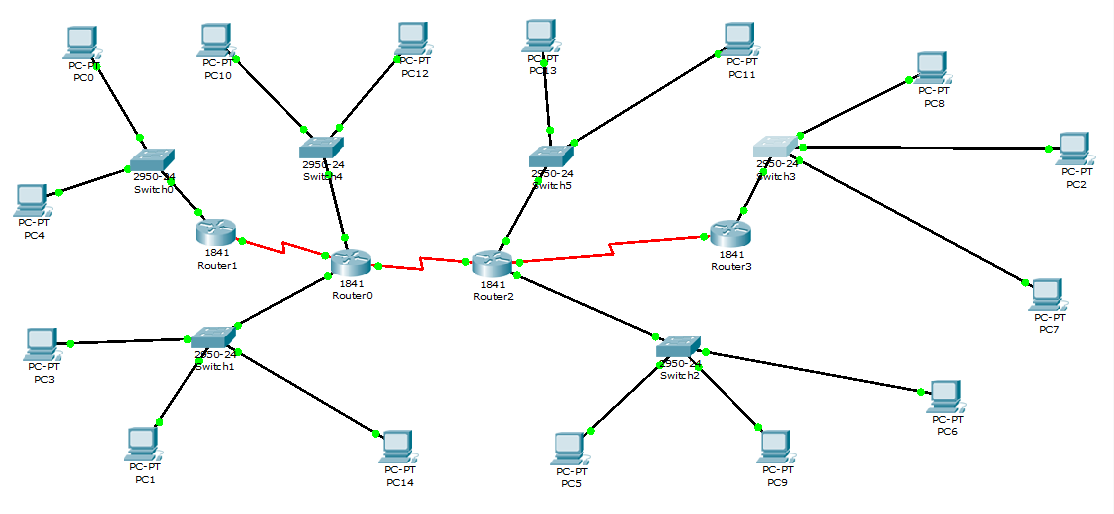 PC-PT
PC0
PC-PT
PC10
PC-PT
PC12
PC-PT
PC13
PC-PT
PC11
PC-PT
PC8
2950-24
Switch0
2950-24
Switch4
2950-24
Switch5
2950-24
Switch3
PC-PT
PC2
PC-PT
PC4
1841
Router1
1841
Router0
1841
Router2
1841
Router3
PC-PT
PC7
PC-PT
PC3
2950-24
Switch1
2950-24
Switch2
PC-PT
PC6
PC-PT
PC1
PC-PT
PC14
PC-PT
PC5
PC-PT
PC9